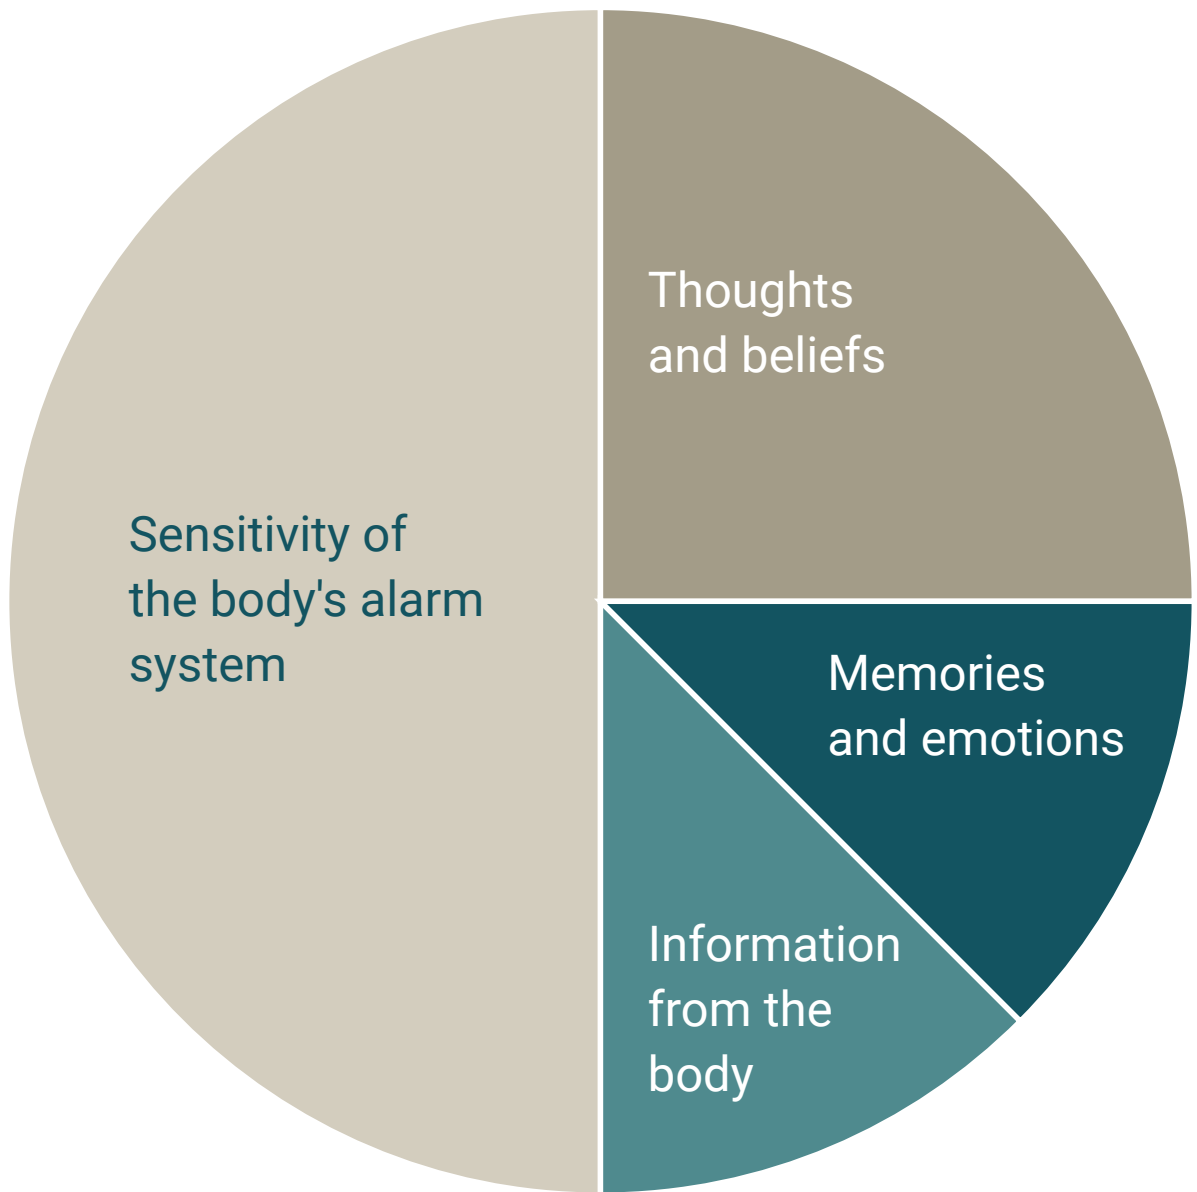 Thoughts
and beliefs
Sensitivity of
the body's alarm
system
Memories
and emotions
Information
from the
body